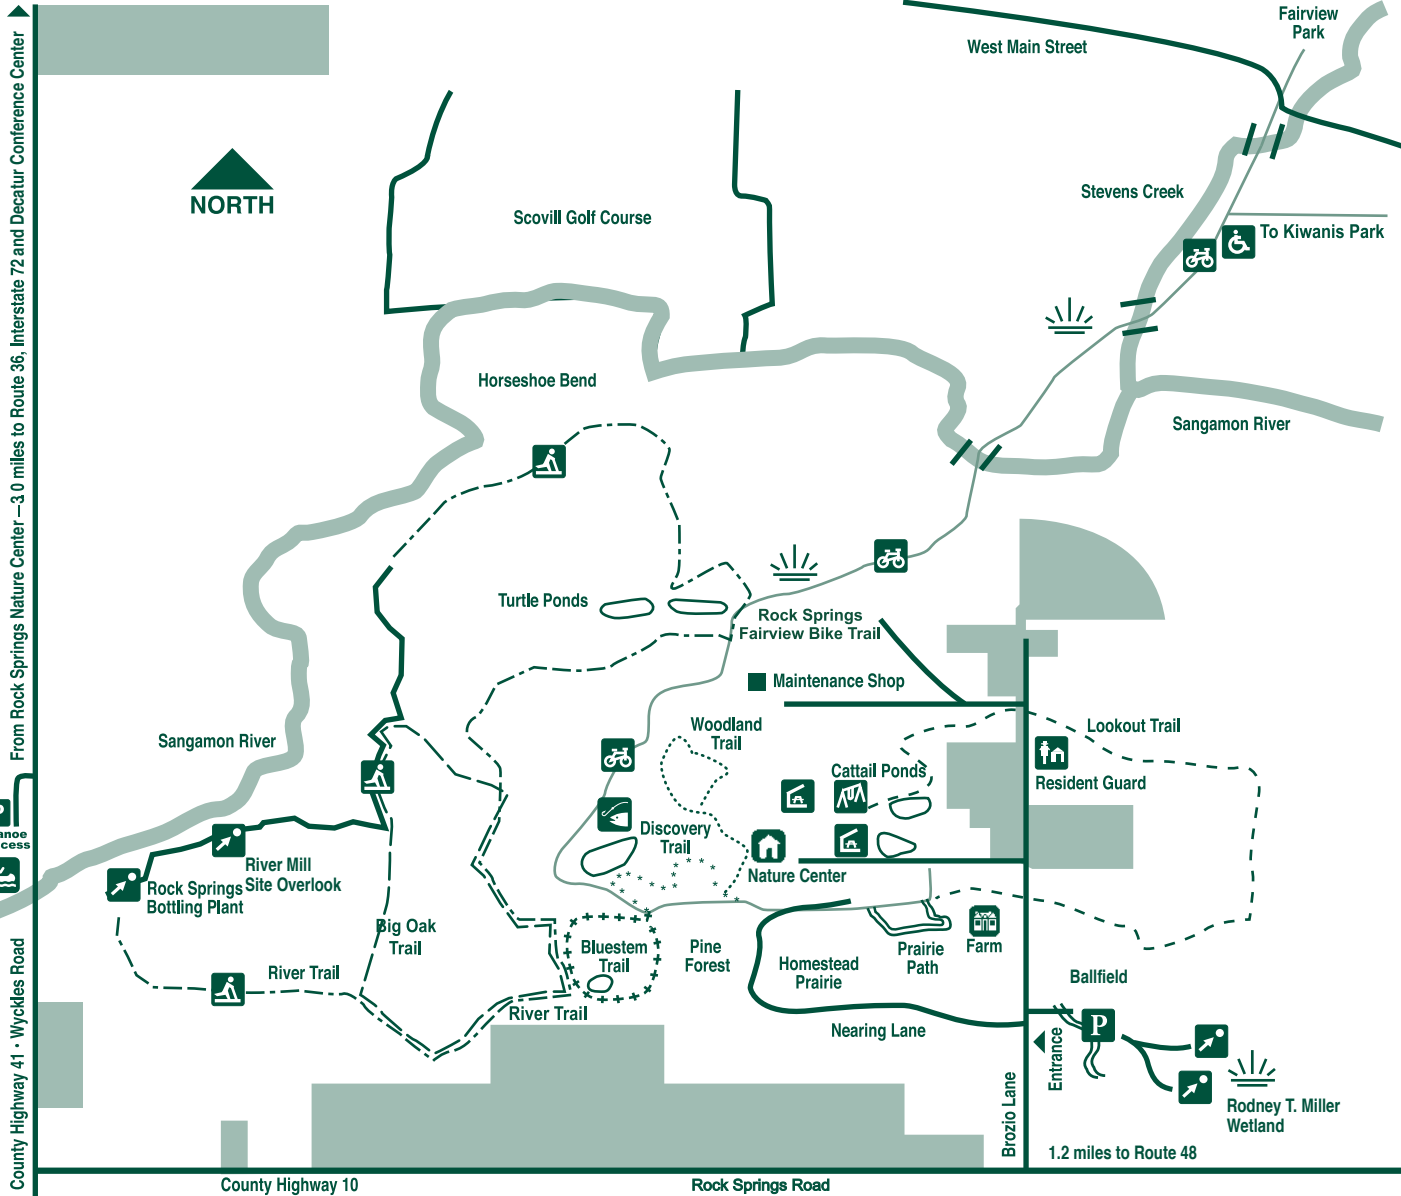 Fairview
Park
West Main Street
Stevens Creek
NORTH
Scovill Golf Course
To Kiwanis Park
Horseshoe Bend
Sangamon River
Turtle Ponds
Rock Springs
Fairview Bike Trail
Maintenance Shop
Woodland
Trail
Lookout Trail
Sangamon River
Cattail Ponds
Resident Guard
Discovery
Trail
River Mill
Site Overlook
Nature Center
Rock Springs
Bottling Plant
Big Oak
Trail
Bluestem
Trail
Pine
Forest
Prairie
Path
Farm
Homestead
Prairie
River Trail
Ballfield
River Trail
Nearing Lane
P
Entrance
Brozio Lane
Rodney T. Miller
Wetland
1.2 miles to Route 48
County Highway 10
Rock Springs Road
From Rock Springs Nature Center —3.0 miles to Route 36, Interstate 72 and Decatur Conference Center
County Highway 41 • Wyckles Road
anoe
cess